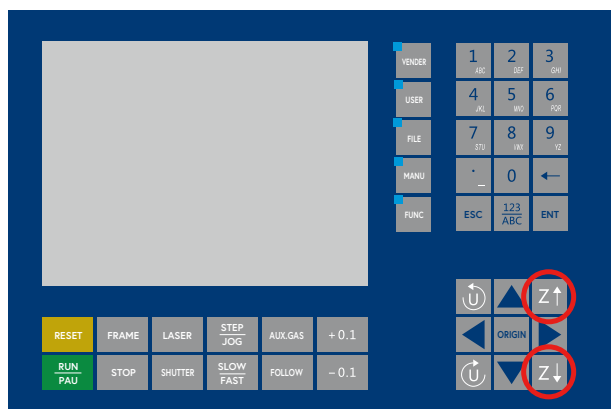 VENDER
1 ABC
2 DEF
3 GHI
USER
4 JKL
5 MNO
6 PQR
FILE
7 STU
8 VWX
9 YZ
MANU
. _
0
←
FUNC
ESC
123
ABC
ENT
U
Z↑
RESET
FRAME
LASER
STEP
JOG
AUX.GAS
+0.1
ORIGIN
RUN
PAU
STOP
SHUTTER
SLOW
FAST
FOLLOW
-0.1
U
Z↓